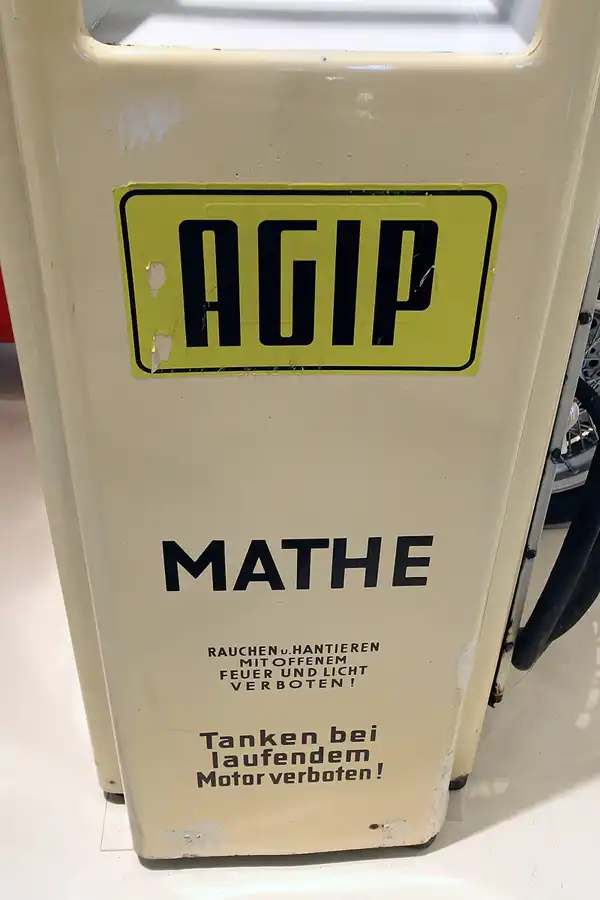 AGIP
MATHE
RAUCHEN u. HANTIEREN
MIT OFFENEM
FEUER UND LICHT
VERBOTEN!
Tanken bei
laufendem
Motor verboten!